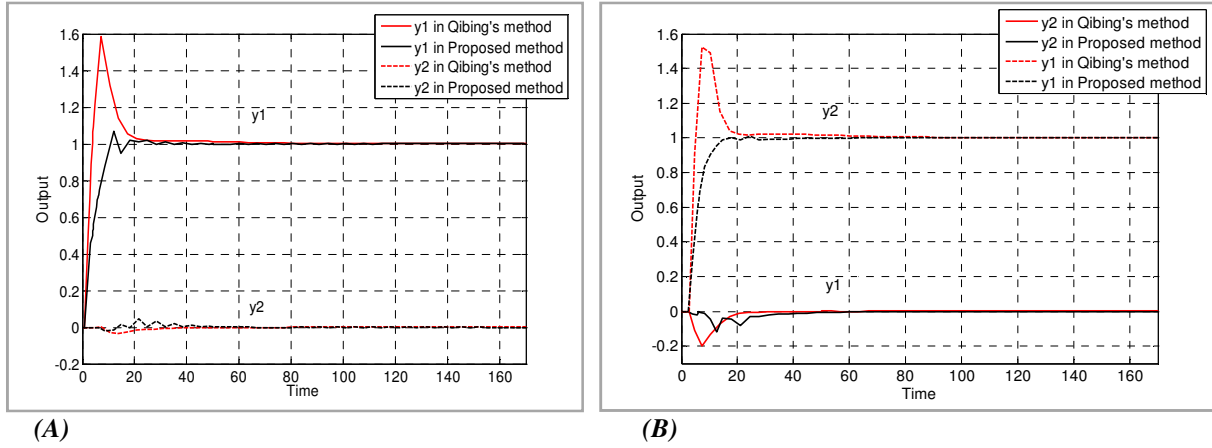 y1 in Qibing's method
y1 in Proposed method
y2 in Qibing's method
y2 in Proposed method
1.6
1.4
1.2
1
0.8
0.6
0.4
0.2
0
-0.2
Output
y1
y2
0 20 40 60 80 100 120 140 160
Time
(A)
y2 in Qibing's method
y2 in Proposed method
y1 in Qibing's method
y1 in Proposed method
1.6
1.4
1.2
1
0.8
0.6
0.4
0.2
0
-0.2
Output
y2
y1
0 20 40 60 80 100 120 140 160
Time
(B)